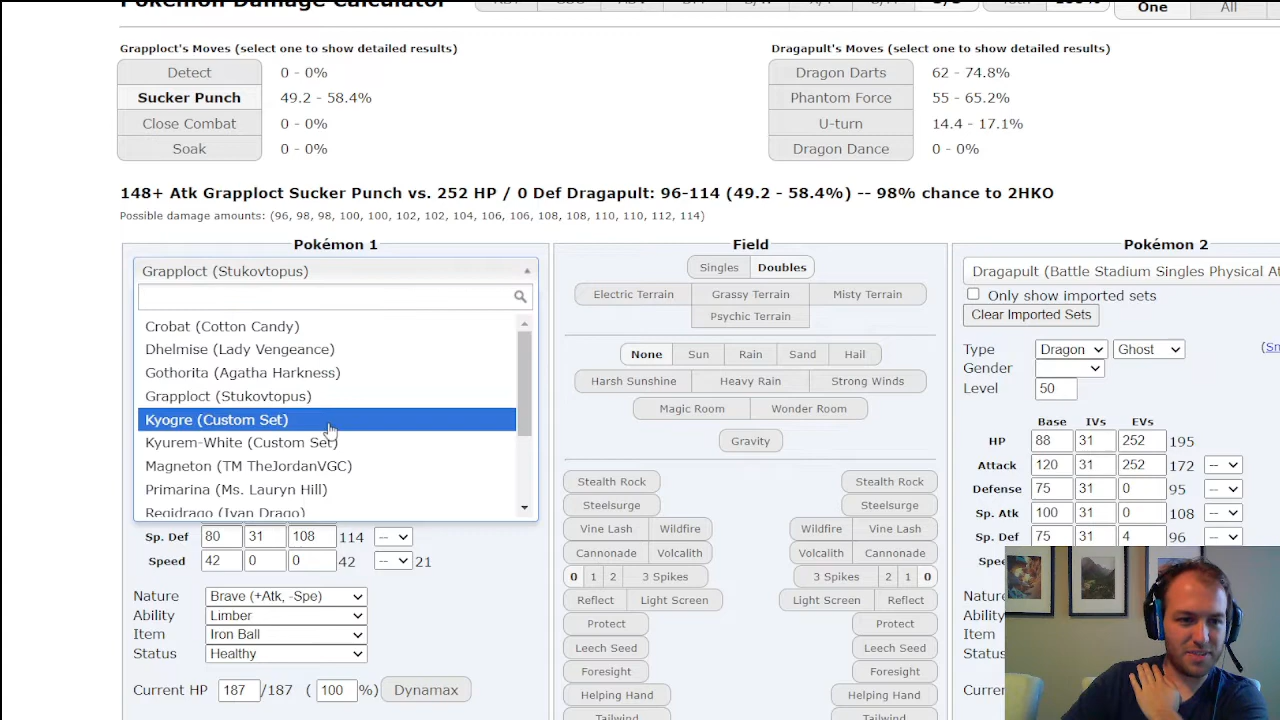 Pokémon Damage Calculator
One All
Grapploct's Moves (select one to show detailed results)
Detect 0 - 0%
Sucker Punch 49.2 - 58.4%
Close Combat 0 - 0%
Soak 0 - 0%
Dragapult's Moves (select one to show detailed results)
Dragon Darts 62 - 74.8%
Phantom Force 55 - 65.2%
U-turn 14.4 - 17.1%
Dragon Dance 0 - 0%
148+ Atk Grapploct Sucker Punch vs. 252 HP / 0 Def Dragapult: 96-114 (49.2 - 58.4%) -- 98% chance to 2HKO
Possible damage amounts: (96, 98, 98, 100, 100, 102, 102, 104, 106, 106, 108, 108, 110, 110, 112, 114)
Pokémon 1
Grapploct (Stukovtopus)
Crobat (Cotton Candy)
Dhelmise (Lady Vengeance)
Gothorita (Agatha Harkness)
Grapploct (Stukovtopus)
Kyogre (Custom Set)
Kyurem-White (Custom Set)
Magneton (TM TheJordanVGC)
Primarina (Ms. Lauryn Hill)
Regidrago (Ivan Drago)
Sp. Def 80 31 108 114 --
Speed 42 0 0 42 -- 21
Nature Brave (+Atk, -Spe)
Ability Limber
Item Iron Ball
Status Healthy
Current HP 187 /187 ( 100 %) Dynamax
Field
Singles Doubles
Electric Terrain Grassy Terrain Misty Terrain
Psychic Terrain
None Sun Rain Sand Hail
Harsh Sunshine Heavy Rain Strong Winds
Magic Room Wonder Room
Gravity
Stealth Rock Stealth Rock
Steelsurge Steelsurge
Vine Lash Wildfire Wildfire Vine Lash
Cannonade Volcalith Volcalith Cannonade
0 1 2 3 Spikes 3 Spikes 2 1 0
Reflect Light Screen Light Screen Reflect
Protect Protect
Leech Seed Leech Seed
Foresight Foresight
Helping Hand Helping Hand
Tailwind Tailwind
Pokémon 2
Dragapult (Battle Stadium Singles Physical At
Only show imported sets
Clear Imported Sets
Type Dragon Ghost
Gender
Level 50
Base IVs EVs
HP 88 31 252 195
Attack 120 31 252 172 --
Defense 75 31 0 95 --
Sp. Atk 100 31 0 108 --
Sp. Def 75 31 4 96 --
Spee
Nature
Ability
Item
Status
Current